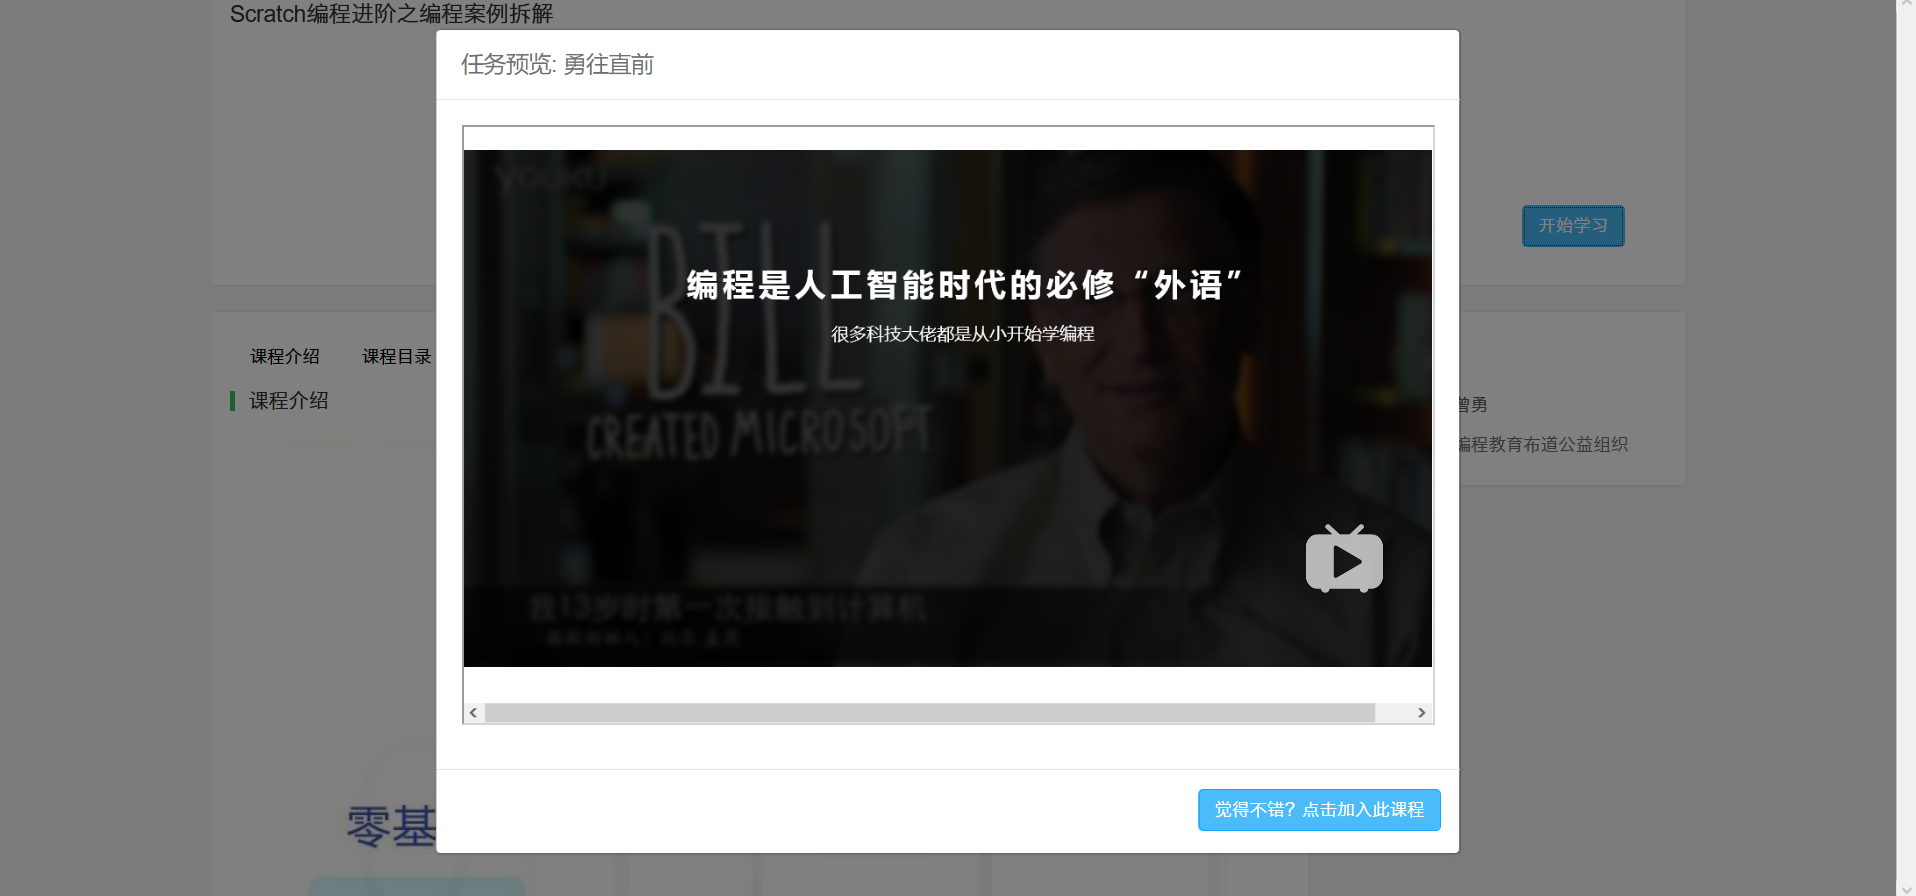 Scratch编程进阶之编程案例拆解
任务预览: 勇往直前
youku
BILL
CREATED MICROSOFT
编程是人工智能时代的必修“外语”
很多科技大佬都是从小开始学编程
我13岁时第一次接触到计算机
开始学习
课程介绍
课程目录
课程介绍
曾勇
编程教育布道公益组织
零基
觉得不错？点击加入此课程